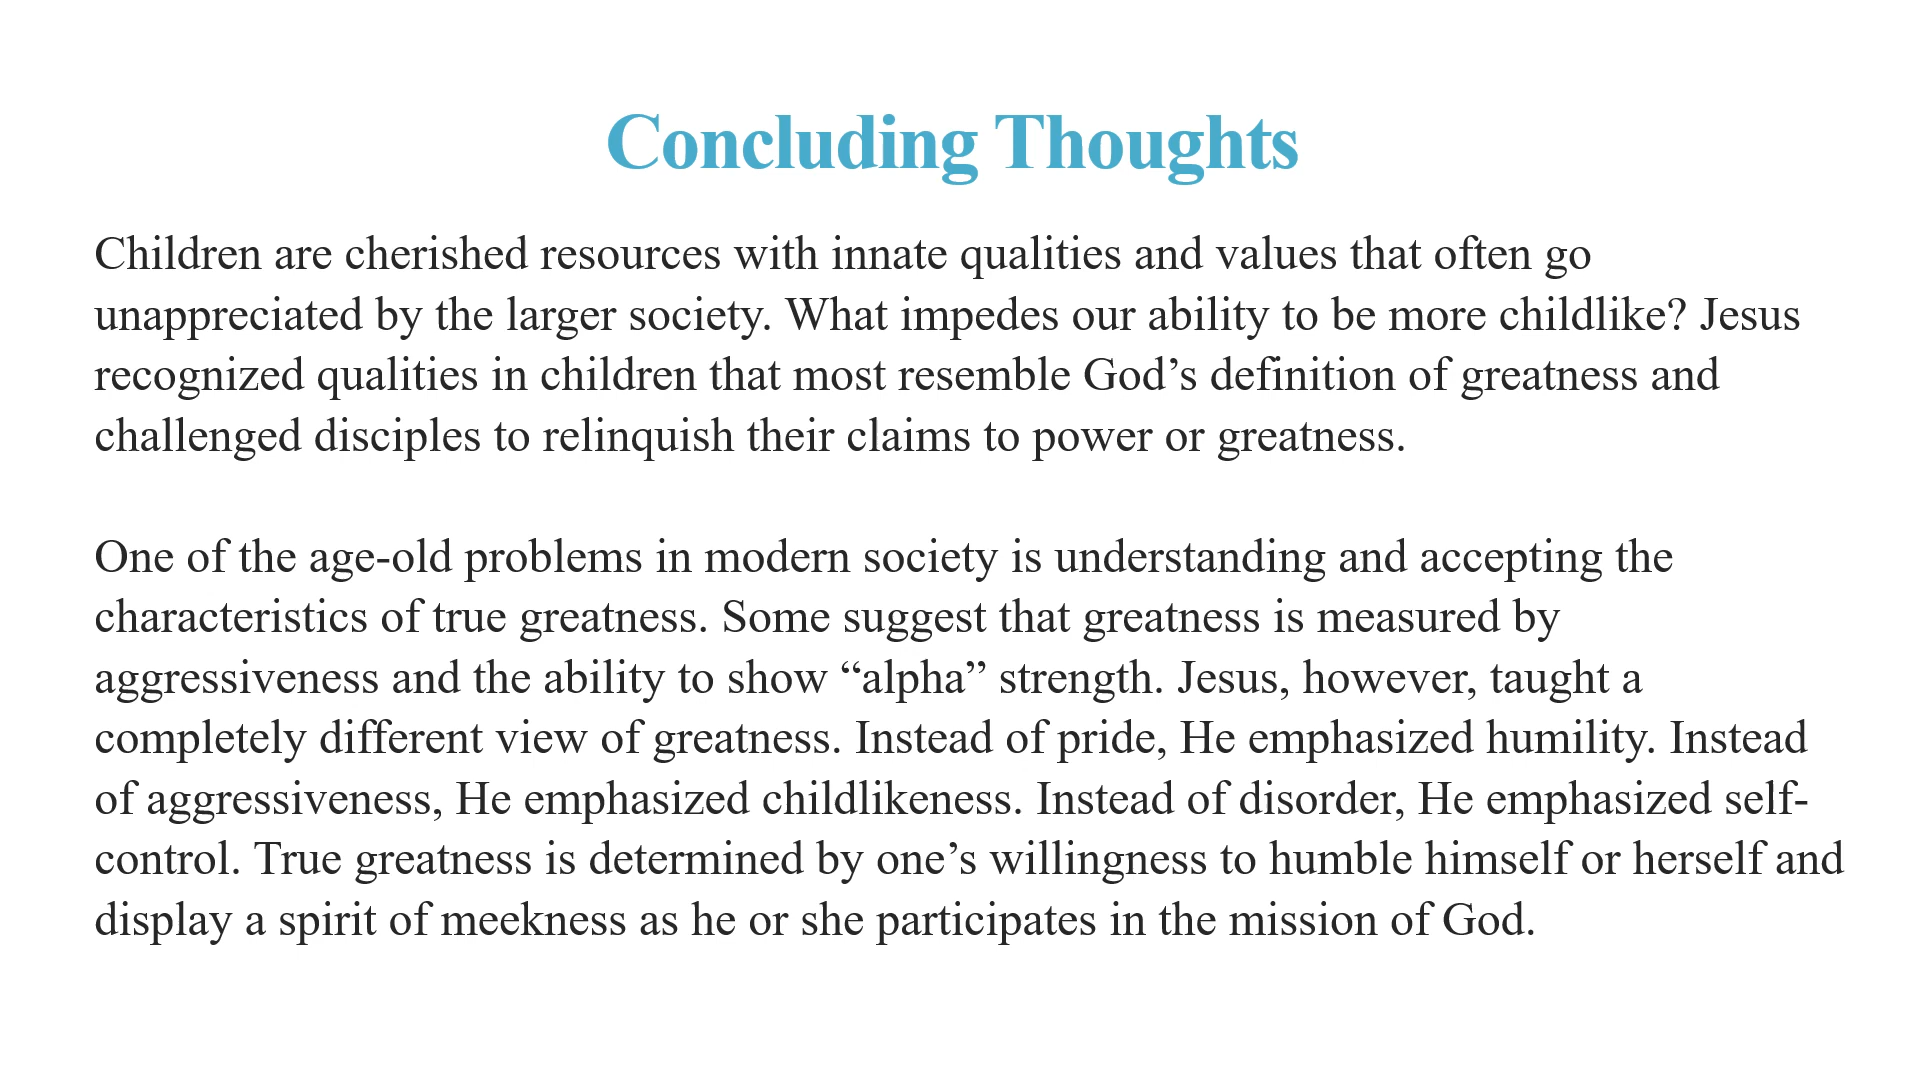 Concluding Thoughts
Children are cherished resources with innate qualities and values that often go
unappreciated by the larger society. What impedes our ability to be more childlike? Jesus
recognized qualities in children that most resemble God’s definition of greatness and
challenged disciples to relinquish their claims to power or greatness.
One of the age-old problems in modern society is understanding and accepting the
characteristics of true greatness. Some suggest that greatness is measured by
aggressiveness and the ability to show “alpha” strength. Jesus, however, taught a
completely different view of greatness. Instead of pride, He emphasized humility. Instead
of aggressiveness, He emphasized childlikeness. Instead of disorder, He emphasized self-
control. True greatness is determined by one’s willingness to humble himself or herself and
display a spirit of meekness as he or she participates in the mission of God.